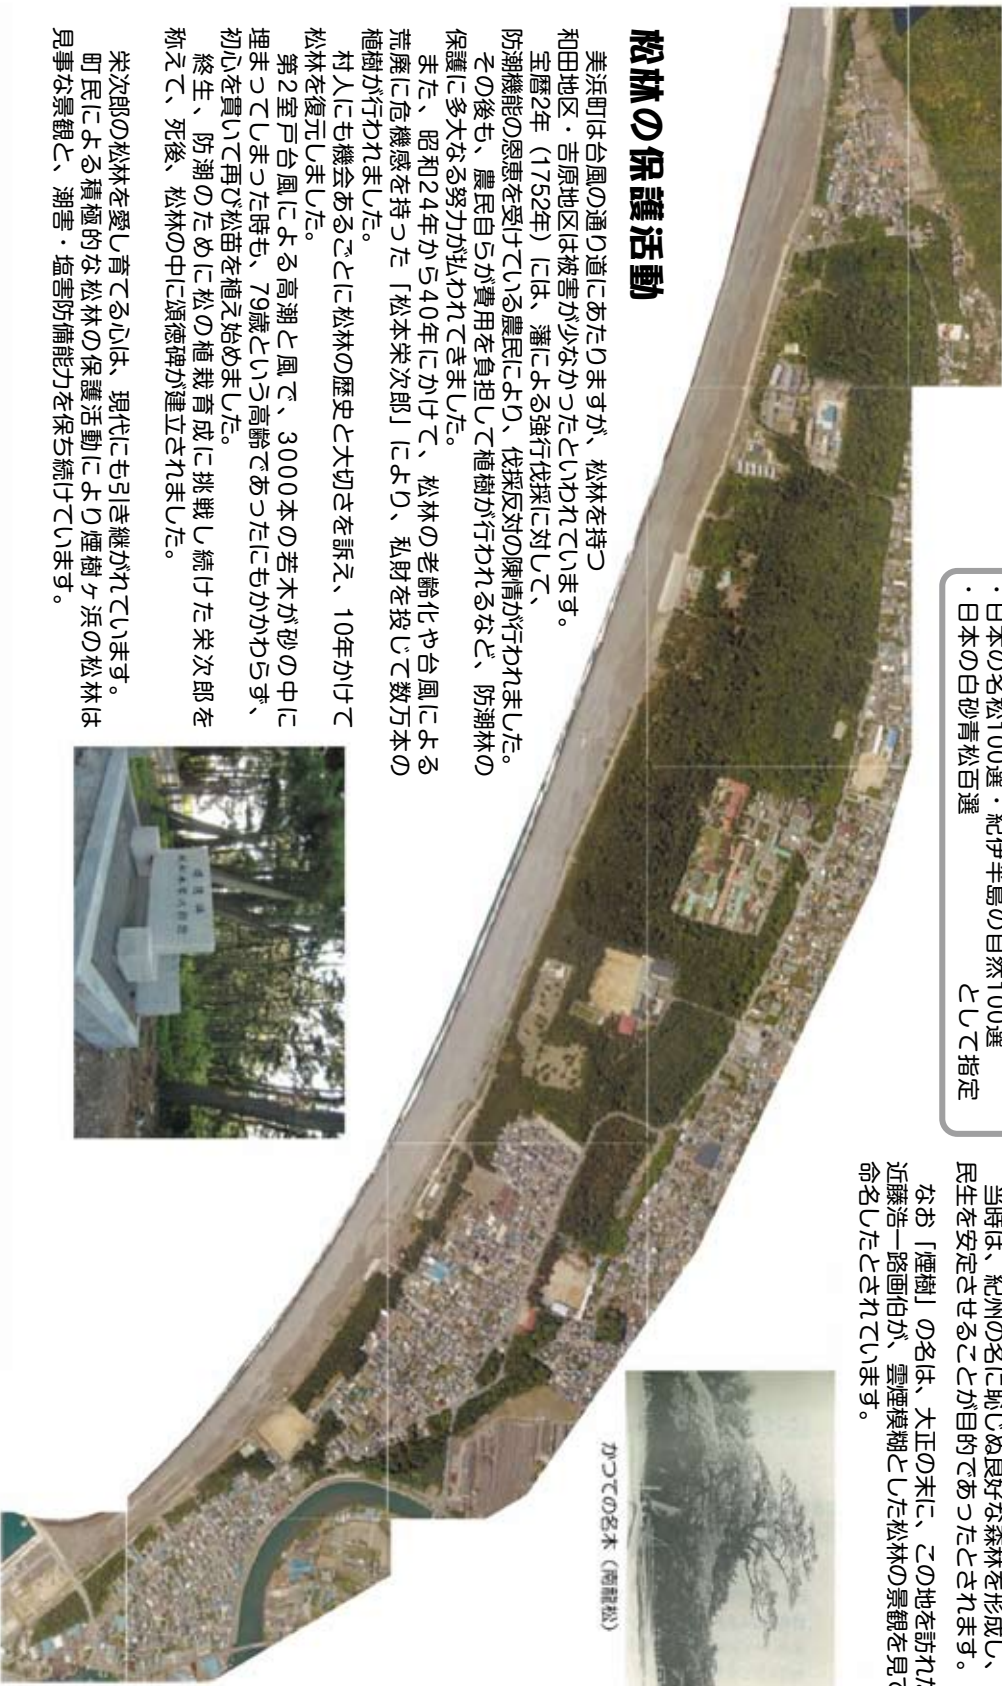 ・日本の名松100選・紀伊半島の自然100選
・日本の白砂青松百選
として指定
当時は、紀州の名に恥じぬ良好な森林を形成し、
民生を安定させることが目的であったとされます。
なお「煙樹」の名は、大正の末に、この地を訪れた
近藤浩一路画伯が、雲煙模糊とした松林の景観を見て
命名したとされています。
かつての名木（南龍松）
松林の保護活動
美浜町は台風の通り道にあたりますが、松林を持つ
和田地区・吉原地区は被害が少なかったといわれています。
宝暦2年（1752年）には、藩による強行伐採に対して、
防潮機能の恩恵を受けている農民により、伐採反対の陳情が行われました。
その後も、農民自らが費用を負担して植樹が行われるなど、防潮林の
保護に多大なる努力が払われてきました。
また、昭和24年から40年にかけて、松林の老齢化や台風による
荒廃に危機感を持った「松本栄次郎」により、私財を投じて数万本の
植樹が行われました。
村人にも機会あるごとに松林の歴史と大切さを訴え、10年かけて
松林を復元しました。
第2室戸台風による高潮と風で、3000本の若木が砂の中に
埋まってしまった時も、79歳という高齢であったにもかかわらず、
初心を貫いて再び松苗を植え始めました。
終生、防潮のために松の植栽育成に挑戦し続けた栄次郎を
称えて、死後、松林の中に頌徳碑が建立されました。
栄次郎の松林を愛し育てる心は、現代にも引き継がれています。
町民による積極的な松林の保護活動により煙樹ヶ浜の松林は
見事な景観と、潮害・塩害防備能力を保ち続けています。